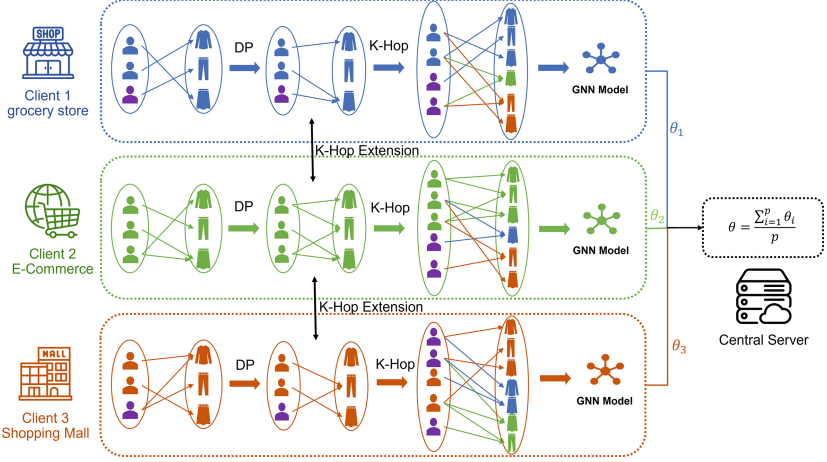 SHOP
Client 1
grocery store
DP
K-Hop
GNN Model
θ1
K-Hop Extension
Client 2
E-Commerce
DP
K-Hop
GNN Model
θ2
θ = ∑ᵖᵢ₌₁ θᵢ / p
Central Server
K-Hop Extension
MALL
Client 3
Shopping Mall
DP
K-Hop
GNN Model
θ3